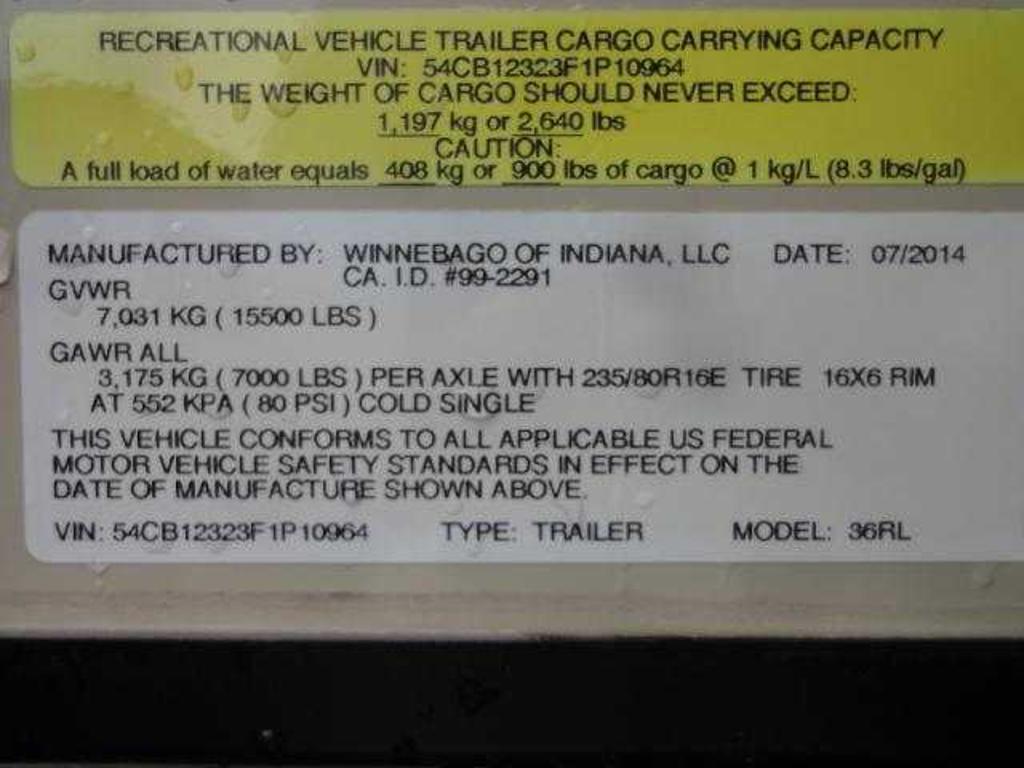 RECREATIONAL VEHICLE TRAILER CARGO CARRYING CAPACITY
VIN: 54CB12323F1P10964
THE WEIGHT OF CARGO SHOULD NEVER EXCEED:
1,197 kg or 2,640 lbs
CAUTION:
A full load of water equals 408 kg or 900 lbs of cargo @ 1 kg/L (8.3 lbs/gal)
MANUFACTURED BY: WINNEBAGO OF INDIANA, LLC DATE: 07/2014
CA. I.D. #99-2291
GVWR
7,031 KG ( 15500 LBS )
GAWR ALL
3,175 KG ( 7000 LBS ) PER AXLE WITH 235/80R16E TIRE 16X6 RIM
AT 552 KPA ( 80 PSI ) COLD SINGLE
THIS VEHICLE CONFORMS TO ALL APPLICABLE US FEDERAL
MOTOR VEHICLE SAFETY STANDARDS IN EFFECT ON THE
DATE OF MANUFACTURE SHOWN ABOVE.
VIN: 54CB12323F1P10964 TYPE: TRAILER MODEL: 36RL